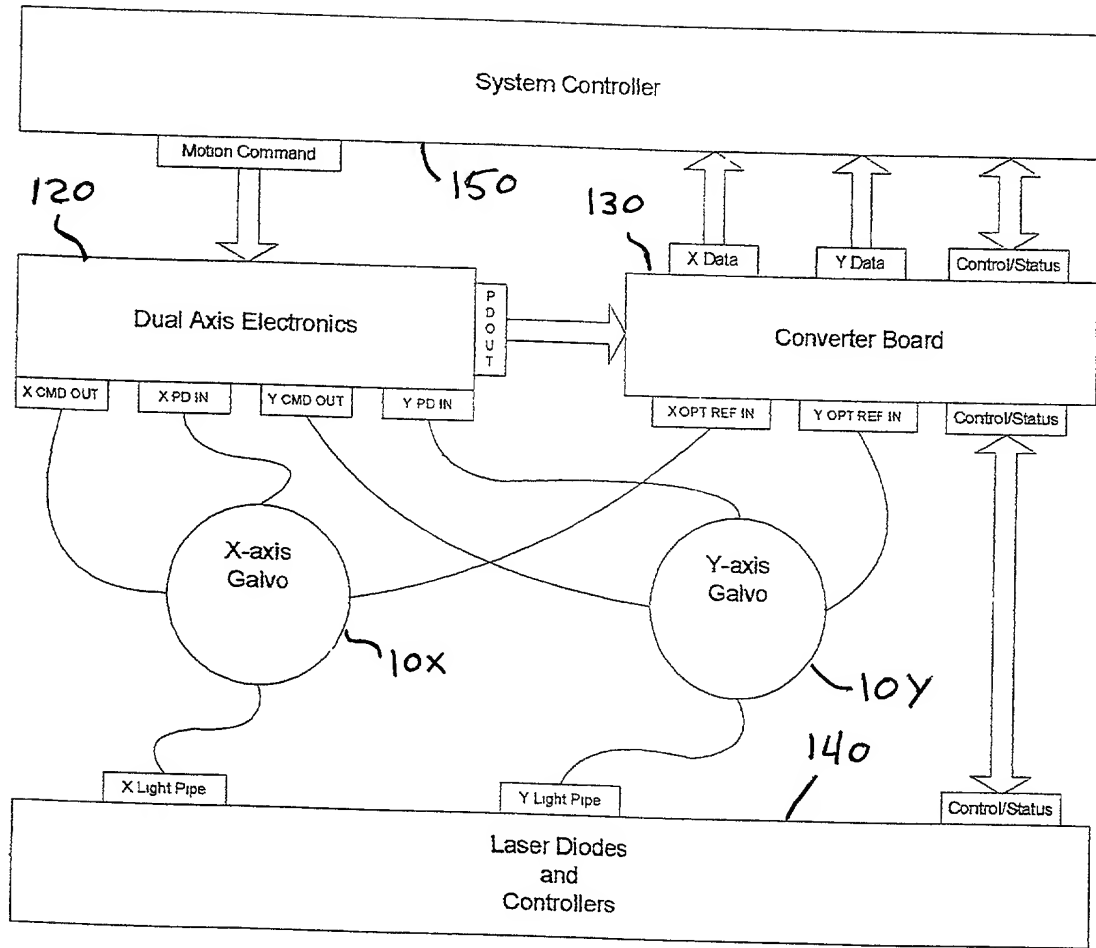 System Controller
Motion Command
150
120
130
X Data
Y Data
Control/Status
Dual Axis Electronics
PDOUT
Converter Board
X CMD OUT
X PD IN
Y CMD OUT
Y PD IN
X OPT REF IN
Y OPT REF IN
Control/Status
X-axis
Galvo
Y-axis
Galvo
10X
10Y
140
X Light Pipe
Y Light Pipe
Control/Status
Laser Diodes
and
Controllers